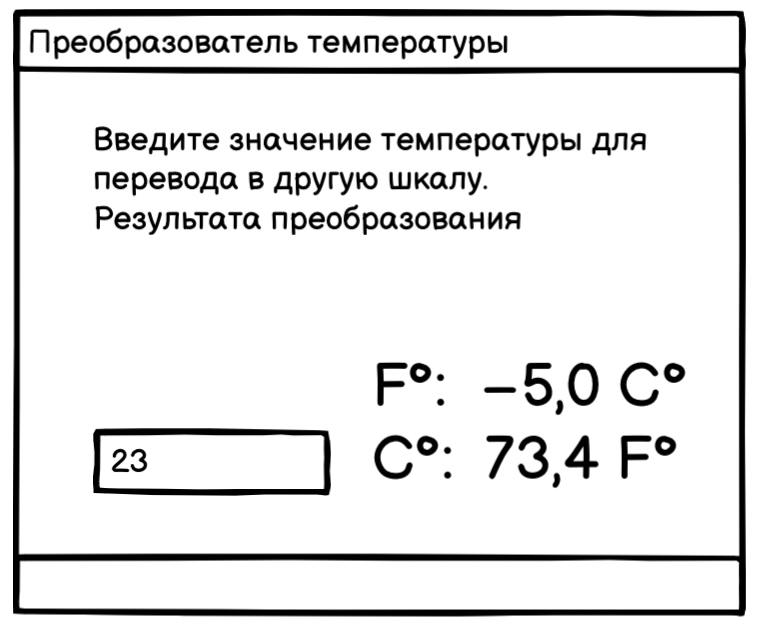 Преобразователь температуры
Введите значение температуры для
перевода в другую шкалу.
Результата преобразования
F°: –5,0 C°
23
C°: 73,4 F°